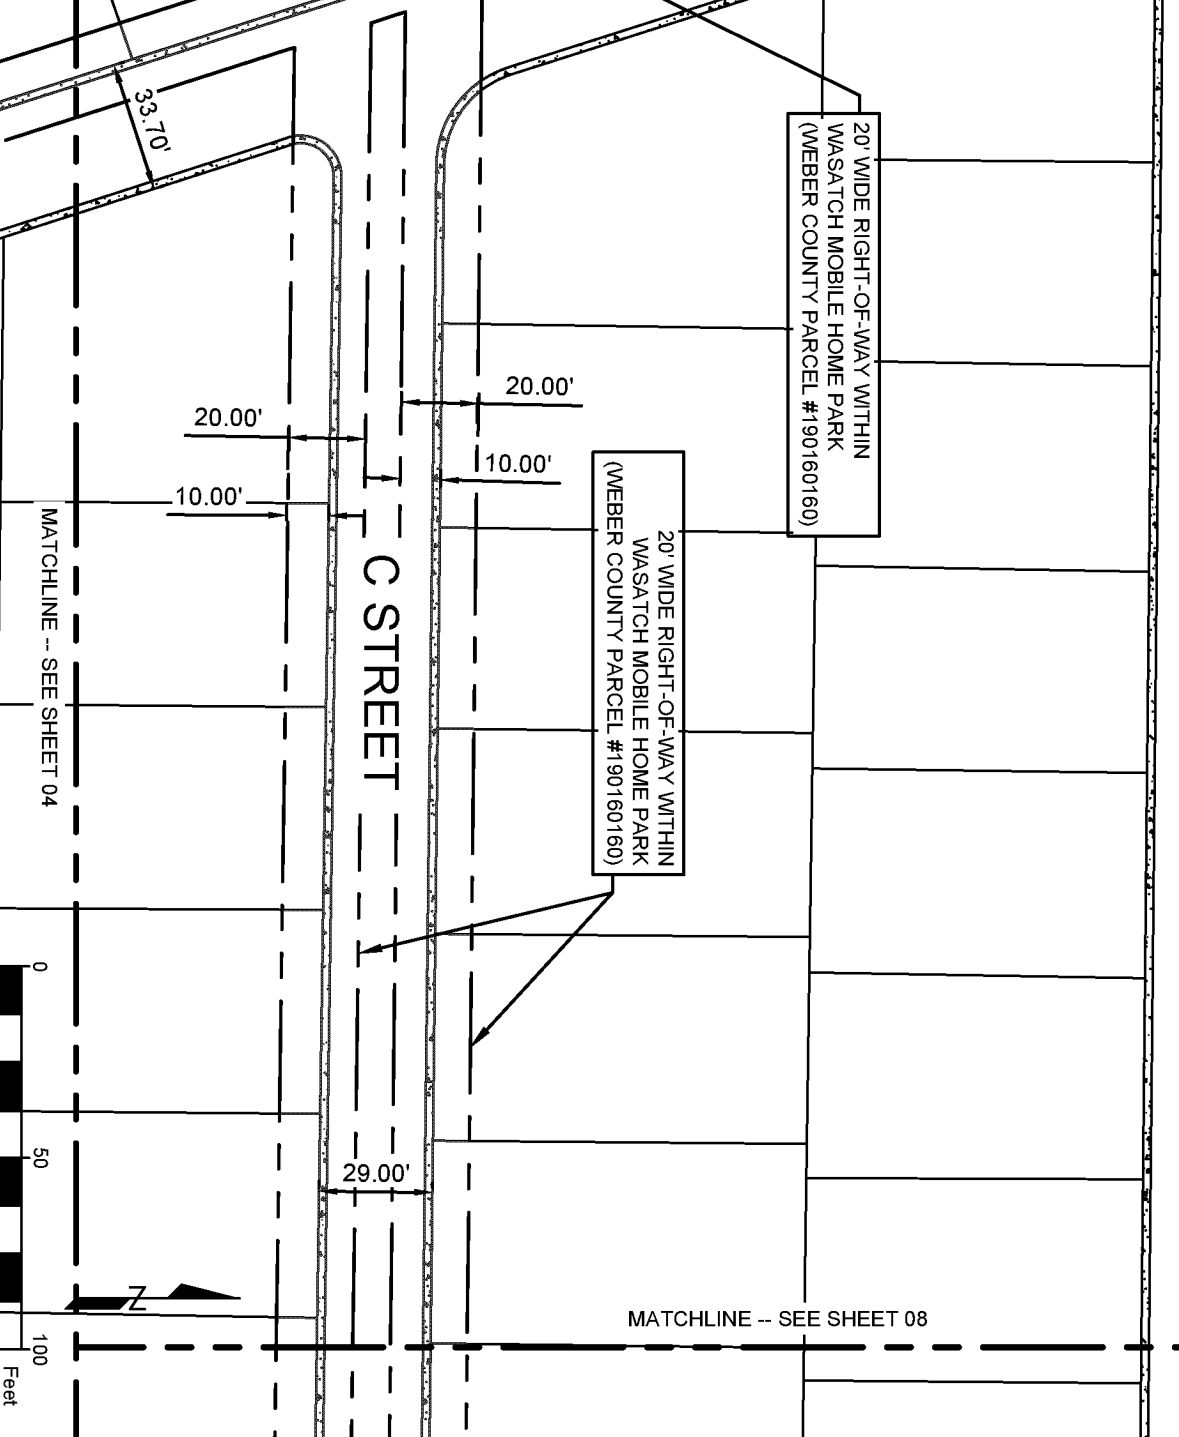 33.70'
20' WIDE RIGHT-OF-WAY WITHIN
WASATCH MOBILE HOME PARK
(WEBER COUNTY PARCEL #190160160)
20.00'
20.00'
10.00'
10.00'
20' WIDE RIGHT-OF-WAY WITHIN
WASATCH MOBILE HOME PARK
(WEBER COUNTY PARCEL #190160160)
C STREET
MATCHLINE -- SEE SHEET 04
0
50
100
Feet
29.00'
N
MATCHLINE -- SEE SHEET 08